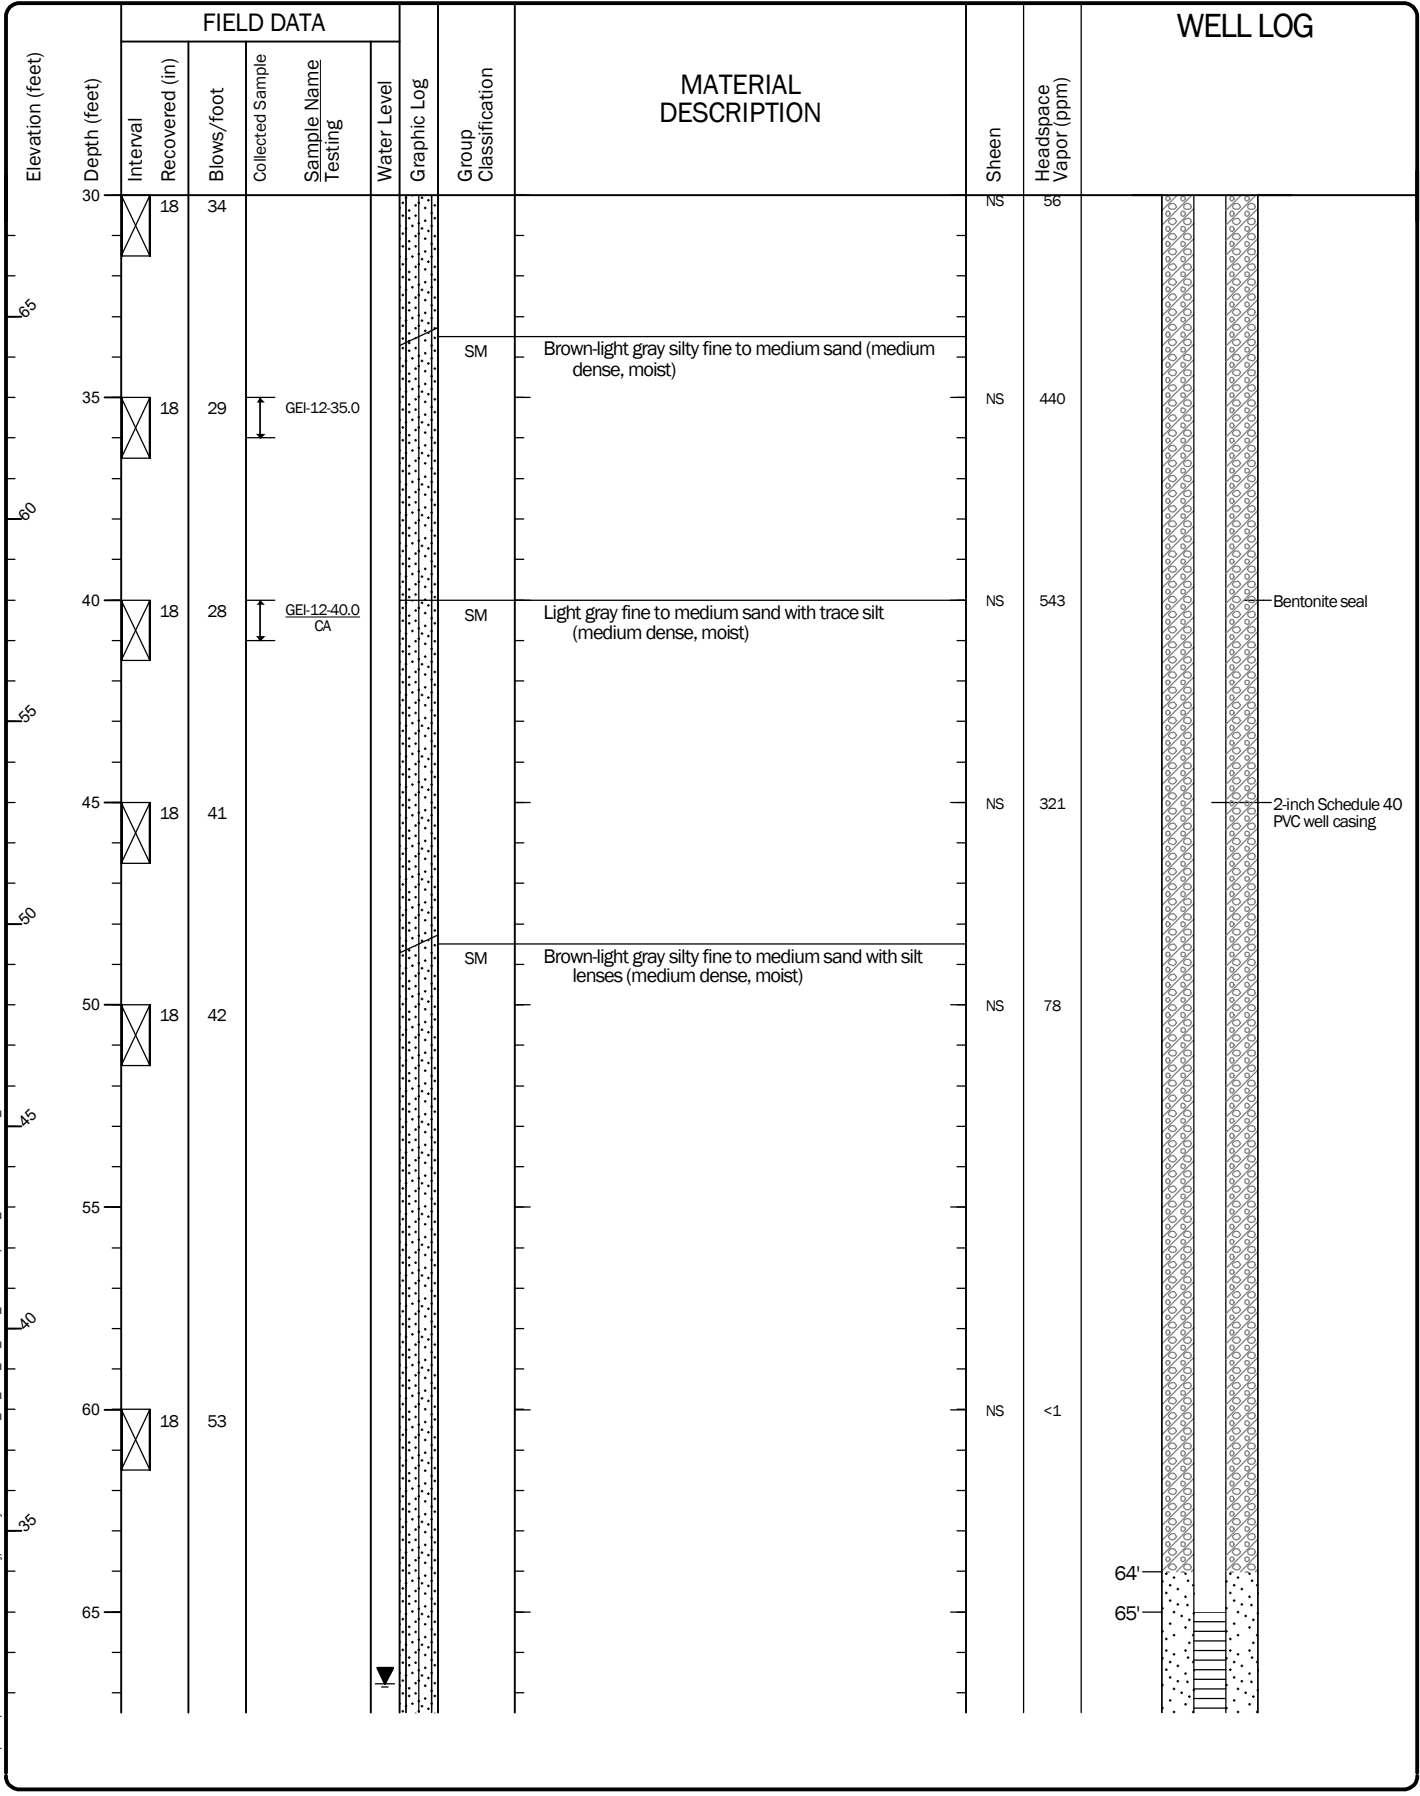 FIELD DATA
WELL LOG
Elevation (feet)
Depth (feet)
Interval
Recovered (in)
Blows/foot
Collected Sample
Sample Name
Testing
Water Level
Graphic Log
Group
Classification
MATERIAL
DESCRIPTION
Sheen
Headspace
Vapor (ppm)
30 18 34 NS 56
65
SM Brown-light gray silty fine to medium sand (medium
dense, moist)
35 18 29 GEI-12-35.0 NS 440
60
40 18 28 GEI-12-40.0 SM Light gray fine to medium sand with trace silt NS 543 Bentonite seal
CA (medium dense, moist)
55
45 18 41 NS 321 2-inch Schedule 40
PVC well casing
50
SM Brown-light gray silty fine to medium sand with silt
lenses (medium dense, moist)
50 18 42 NS 78
45
55
40
60 18 53 NS <1
35
64'
65 65'